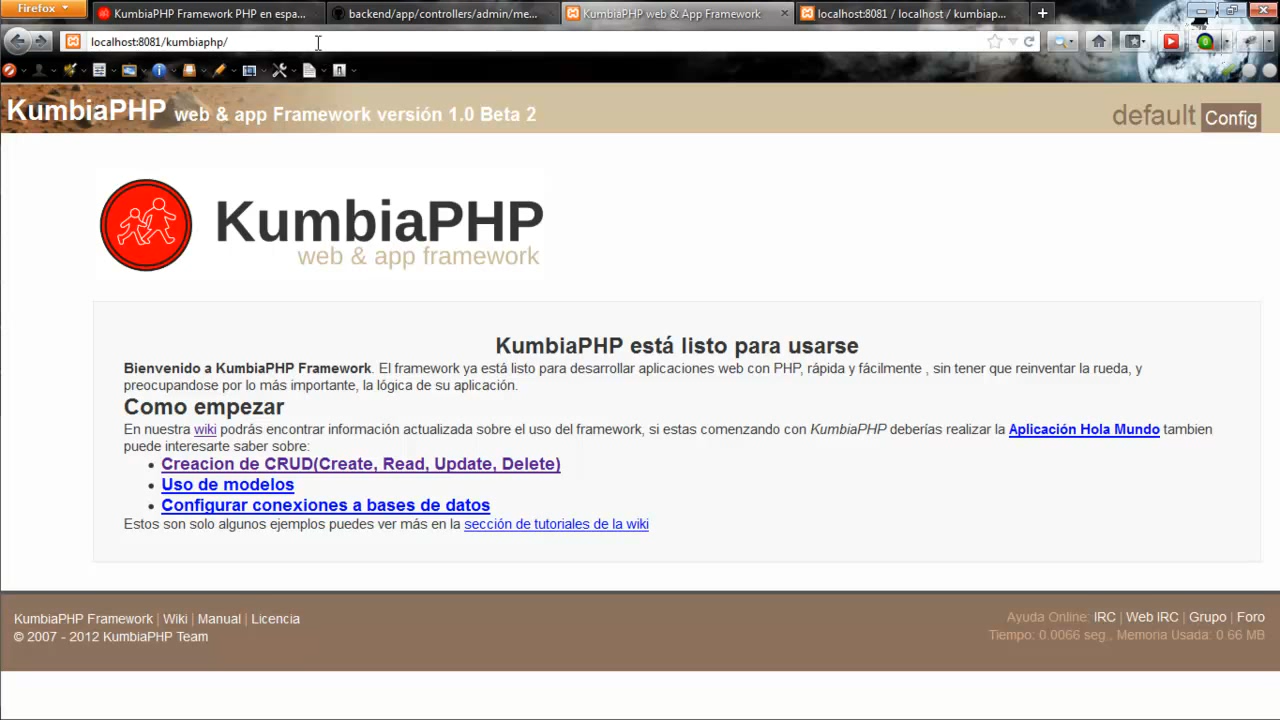 Firefox
KumbiaPHP Framework PHP en espa...
backend/app/controllers/admin/me...
KumbiaPHP web & App Framework
localhost:8081 / localhost / kumbiap...
localhost:8081/kumbiaphp/
KumbiaPHP web & app Framework versión 1.0 Beta 2
default Config
KumbiaPHP
web & app framework
KumbiaPHP está listo para usarse
Bienvenido a KumbiaPHP Framework. El framework ya está listo para desarrollar aplicaciones web con PHP, rápida y fácilmente , sin tener que reinventar la rueda, y
preocupandose por lo más importante, la lógica de su aplicación.
Como empezar
En nuestra wiki podrás encontrar información actualizada sobre el uso del framework, si estas comenzando con KumbiaPHP deberías realizar la Aplicación Hola Mundo tambien
puede interesarte saber sobre:
• Creacion de CRUD(Create, Read, Update, Delete)
• Uso de modelos
• Configurar conexiones a bases de datos
Estos son solo algunos ejemplos puedes ver más en la sección de tutoriales de la wiki
KumbiaPHP Framework | Wiki | Manual | Licencia
© 2007 - 2012 KumbiaPHP Team
Ayuda Online: IRC | Web IRC | Grupo | Foro
Tiempo: 0.0066 seg., Memoria Usada: 0.66 MB